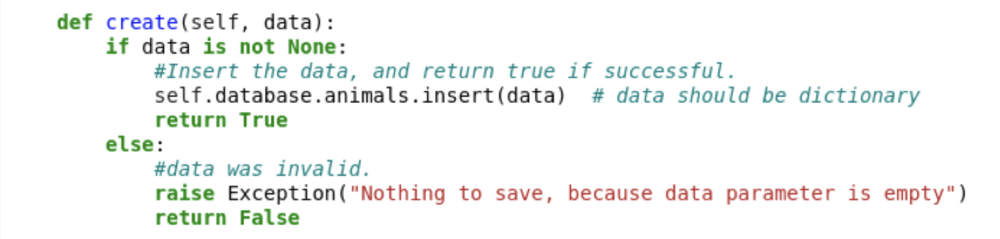 def create(self, data):
if data is not None:
#Insert the data, and return true if successful.
self.database.animals.insert(data)  # data should be dictionary
return True
else:
#data was invalid.
raise Exception("Nothing to save, because data parameter is empty")
return False